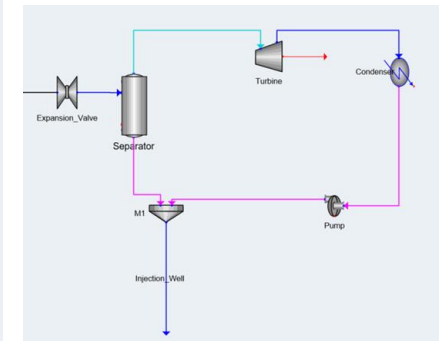 Turbine
Condenser
Expansion_Valve
Separator
M1
Pump
Injection_Well